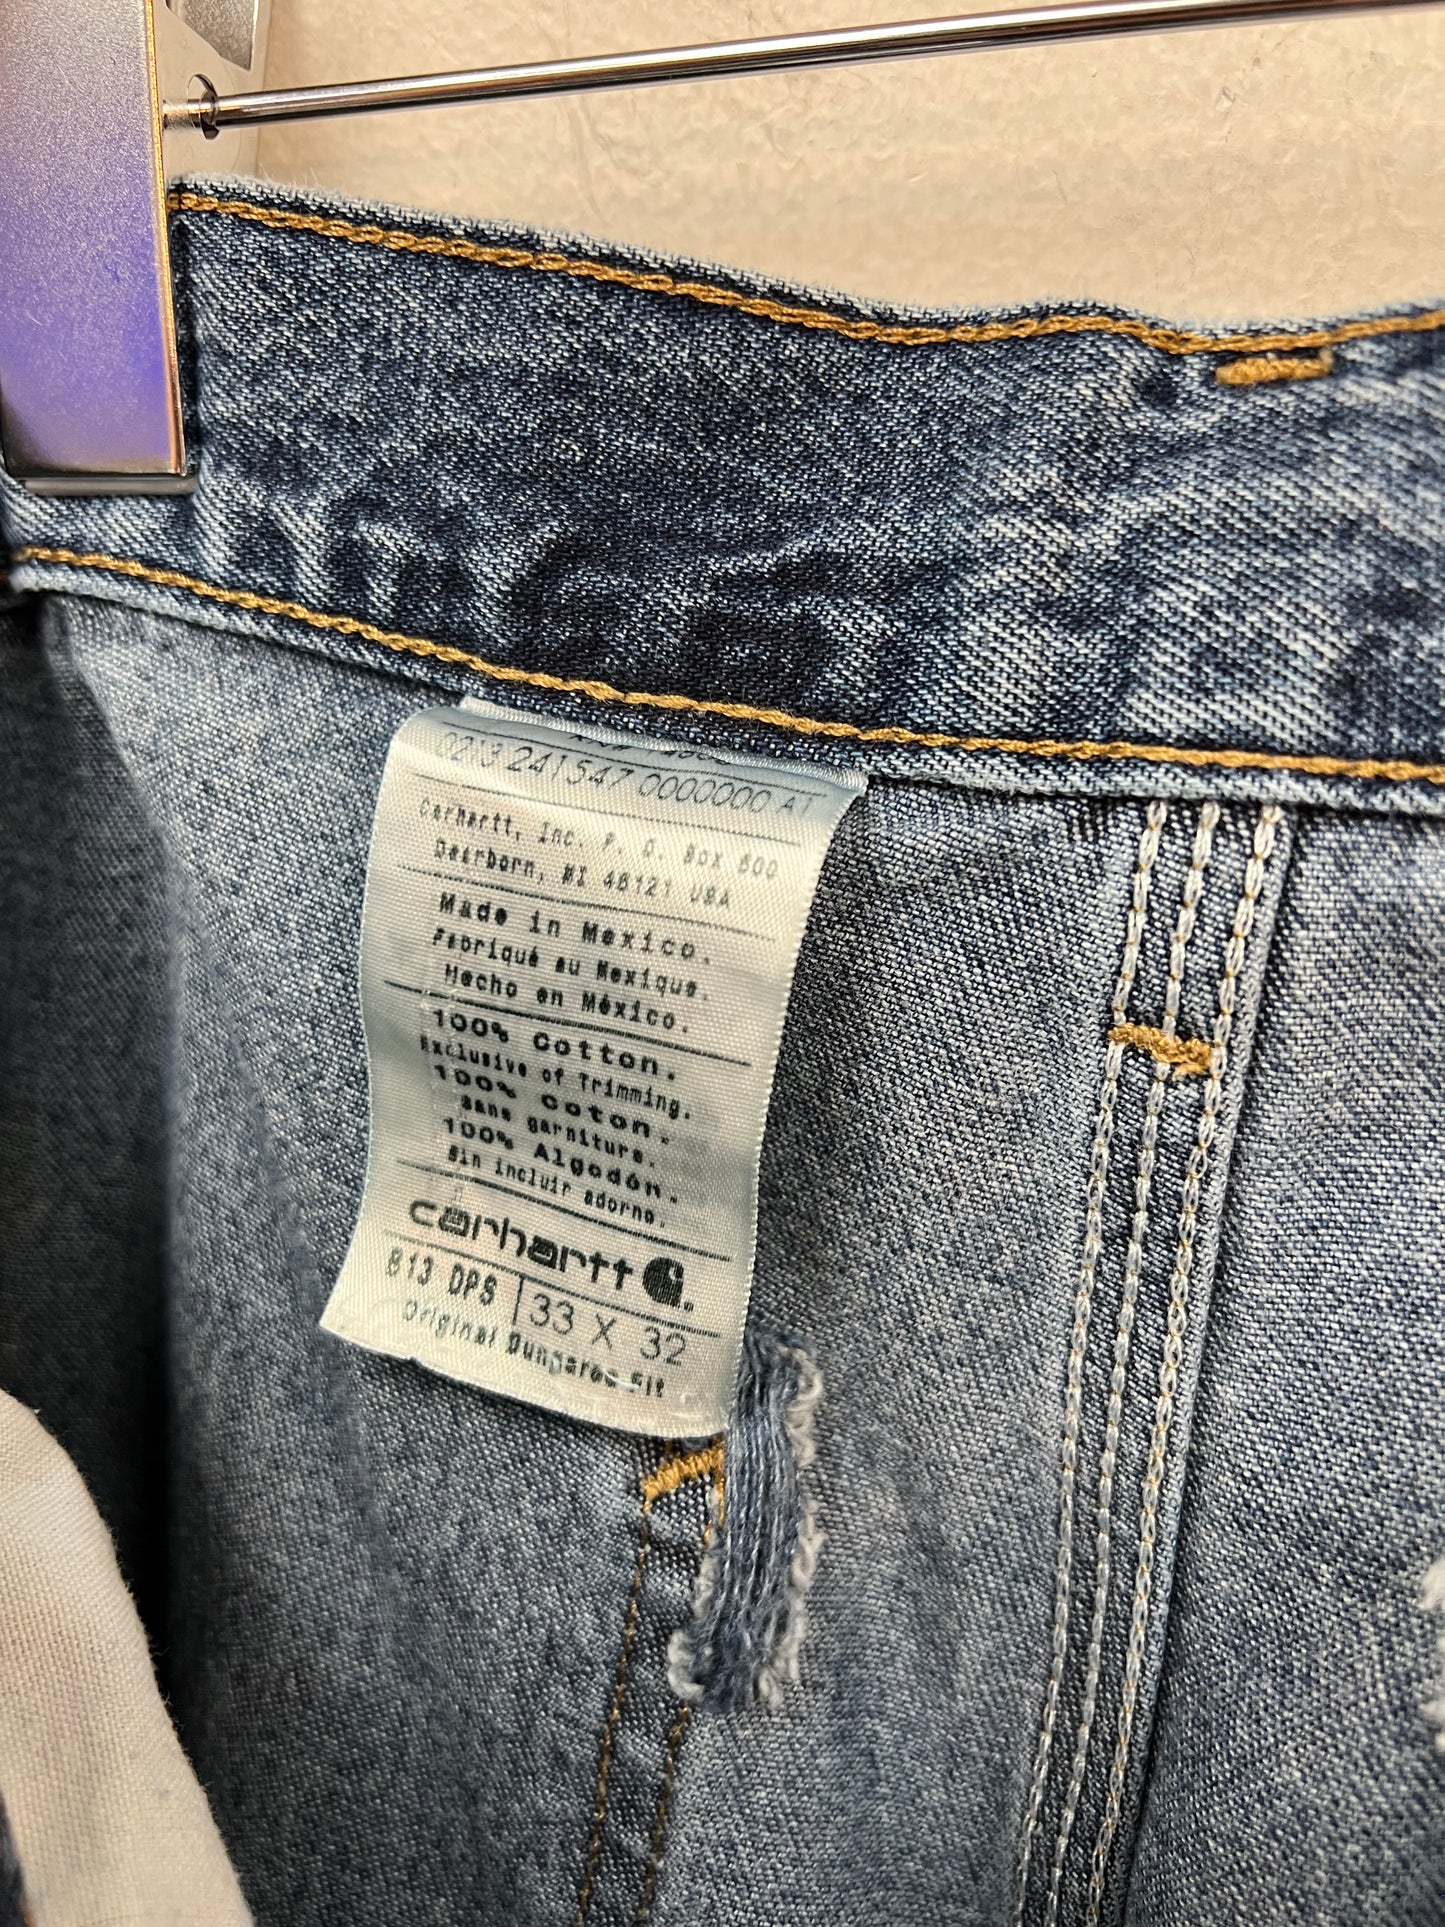 0213 241547 0000000 AT
Carhartt, Inc. P. O. Box 600
Dearborn, MI 48121 USA
Made in Mexico.
Fabriqué au Mexique.
Hecho en México.
100% Cotton.
Exclusive of Trimming.
100% Coton.
Sans garniture.
100% Algodón.
Sin incluir adorno.
carhartt
B13 DPS 33 X 32
Original Dungaree Fit